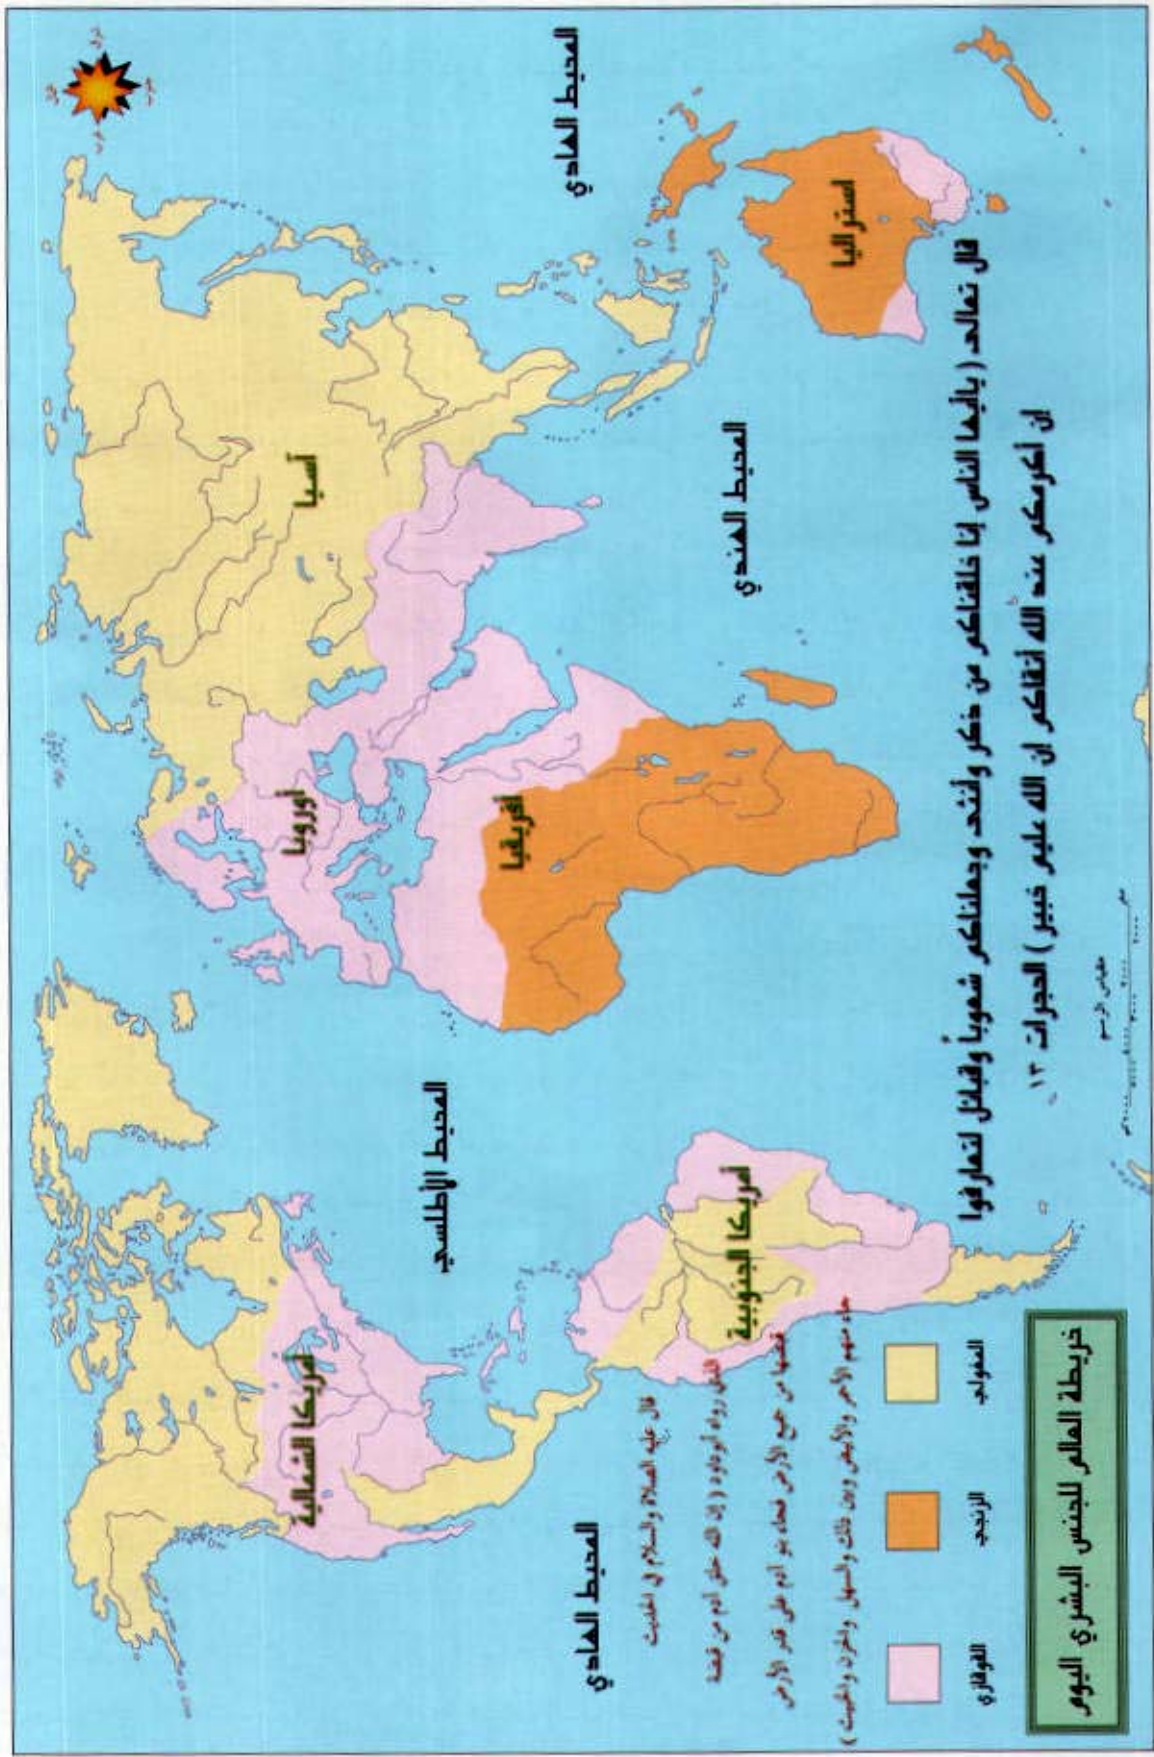 المحيط الهادي
آسيا
أوروبا
أفريقيا
أمريكا الشمالية
أمريكا الجنوبية
استراليا
المحيط الأطلسي
المحيط الهندي
المحيط الهادي
قال تعالى ( ياأيها الناس إنا خلقناكم من ذكر وأنثى وجعلناكم شعوباً وقبائل لتعارفوا
إن أكرمكم عند الله أتقاكم إن الله عليم خبير ) الحجرات ١٣
قال عليه الصلاة والسلام في الحديث
الذي رواه أبوداود ( إن الله خلق آدم من قبضة
قبضها من جميع الأرض فجاء بنو آدم على قدر الأرض
جاء منهم الأحمر والأبيض وبين ذلك والسهل والحزن والخبيث )
المغولي
الزنجي
القوقازي
مقياس الرسم
خريطة العالم للجنس البشري اليوم